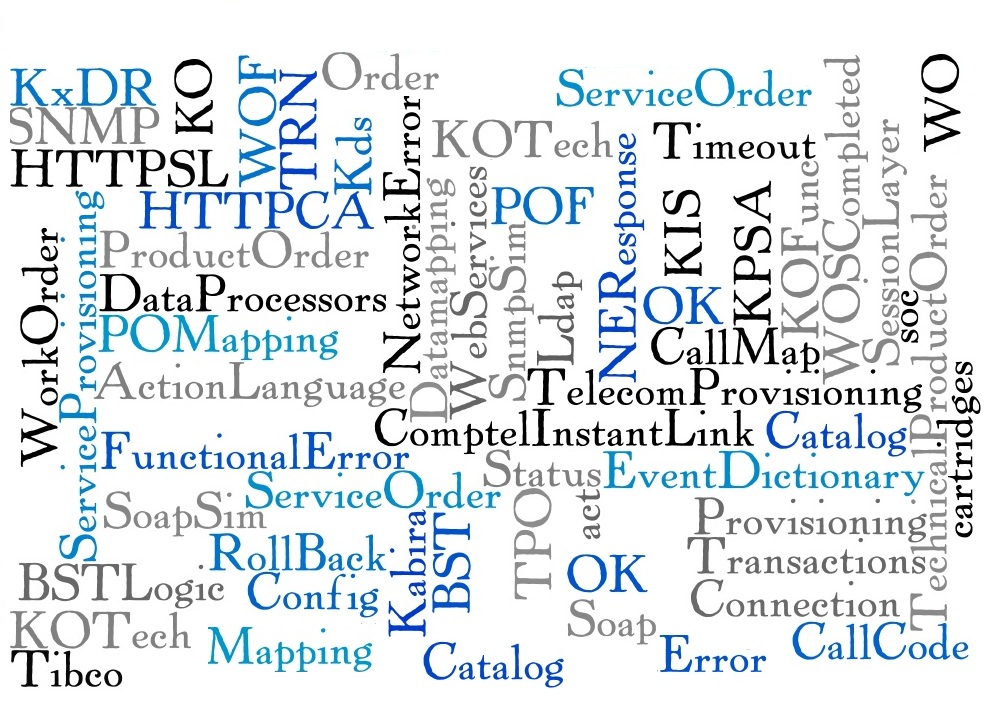 KxDR
KO
WOF
TRN
Order
ServiceOrder
WO
SNMP
Kds
NetworkError
KOTech
Timeout
WOSCompleted
HTTPSL
HTTPCA
Datamapping
WebServices
POF
NEResponse
KIS
KPSA
KOFunc
SessionLayer
WorkOrder
ServiceProvisioning
ProductOrder
SnmpSim
Ldap
OK
soc
TechnicalProductOrder
DataProcessors
POMapping
CallMap
ActionLanguage
TelecomProvisioning
cartridges
ComptelInstantLink
Catalog
FunctionalError
Status
EventDictionary
ServiceOrder
SoapSim
TPO
act
Provisioning
RollBack
Kabira
BST
Transactions
BSTLogic
Config
OK
Connection
KOTech
Soap
Mapping
CallCode
Tibco
Catalog
Error